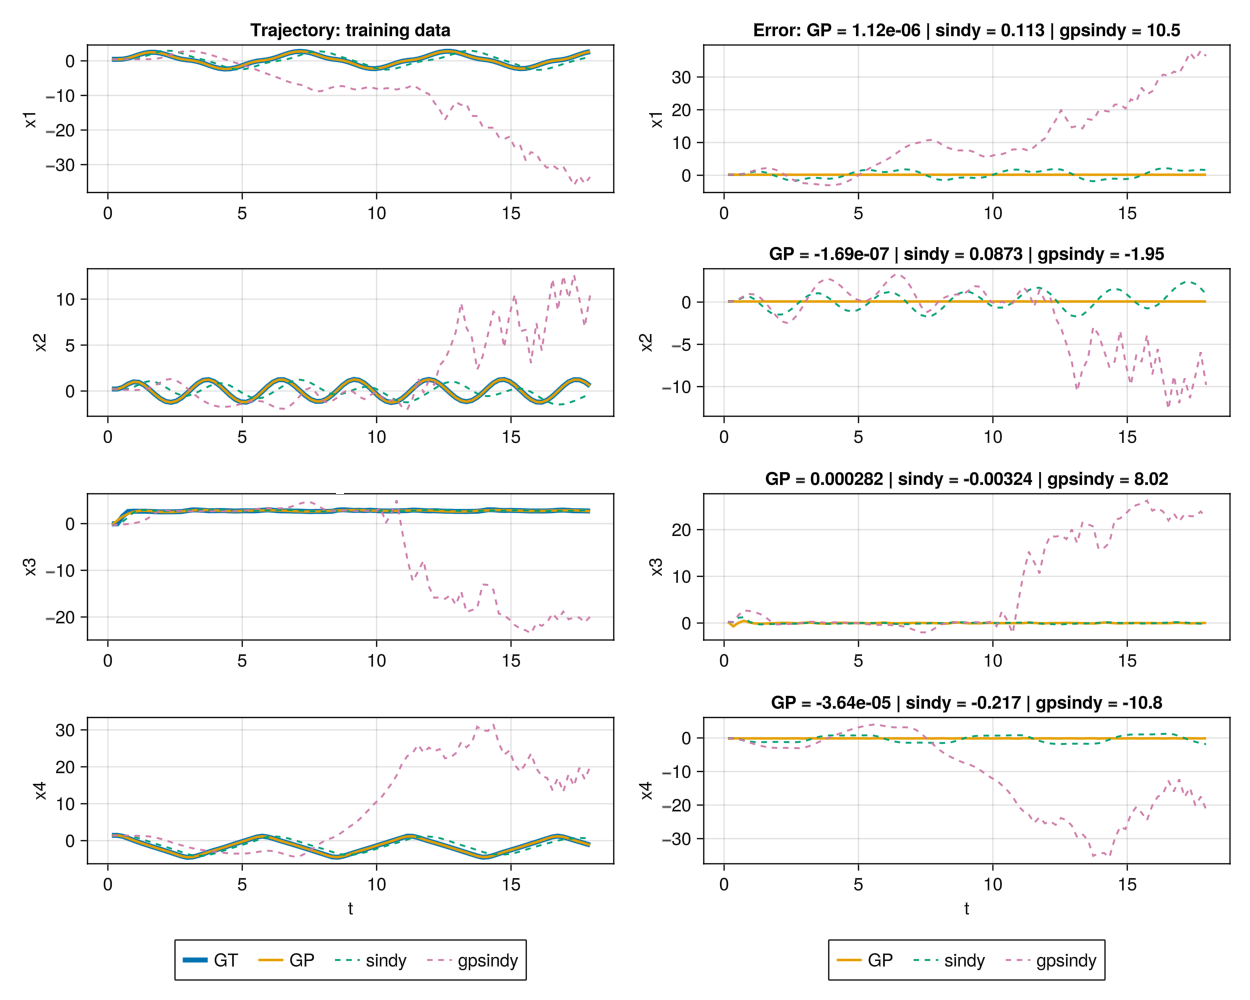 Trajectory: training data
x1
0
−10
−20
−30
0 5 10 15
Error: GP = 1.12e-06 | sindy = 0.113 | gpsindy = 10.5
x1
30
20
10
0
0 5 10 15
x2
10
5
0
0 5 10 15
GP = -1.69e-07 | sindy = 0.0873 | gpsindy = -1.95
x2
0
−5
−10
0 5 10 15
x3
0
−10
−20
0 5 10 15
GP = 0.000282 | sindy = -0.00324 | gpsindy = 8.02
x3
20
10
0
0 5 10 15
x4
30
20
10
0
0 5 10 15
t
GP = -3.64e-05 | sindy = -0.217 | gpsindy = -10.8
x4
0
−10
−20
−30
0 5 10 15
t
GT GP sindy gpsindy
GP sindy gpsindy